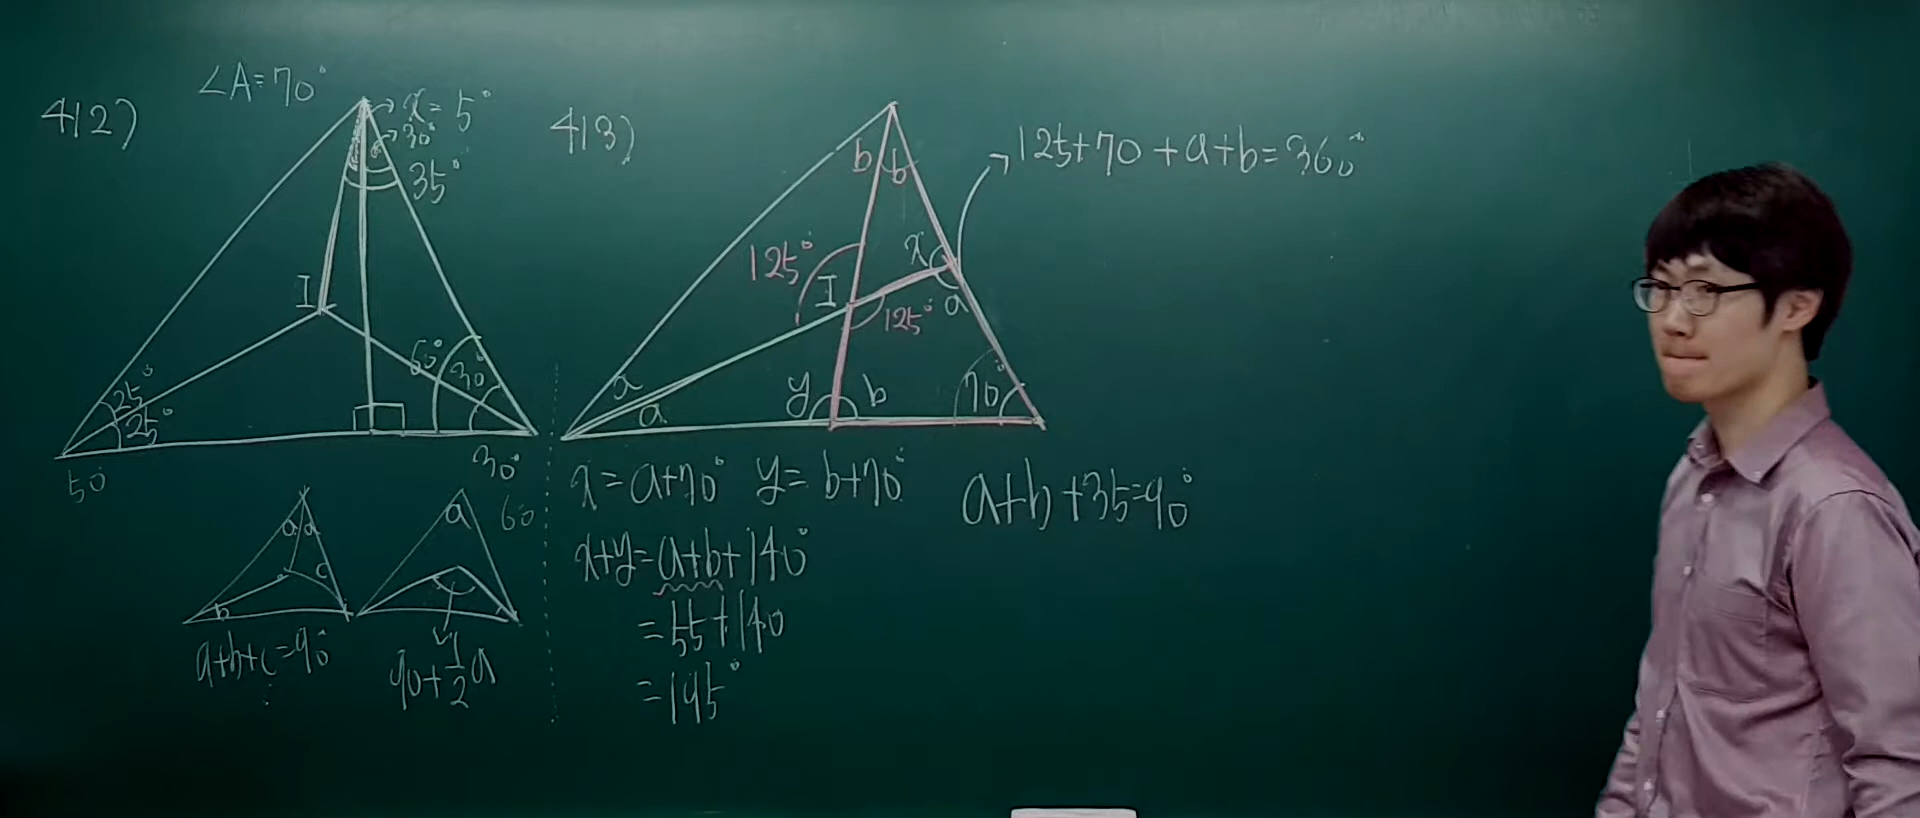 412)
∠A=70°
x=5°
30°
35°
I
25°
25°
60°
30°
50
30°
60
a a
b
c
a+b+c=90°
a
90+1/2a
413)
b b
125°
I
x
a
125°
a
a
y b
70°
125+70+a+b=360°
x=a+70° y=b+70°
x+y=a+b+140°
=55+140
=195°
a+b+35=90°